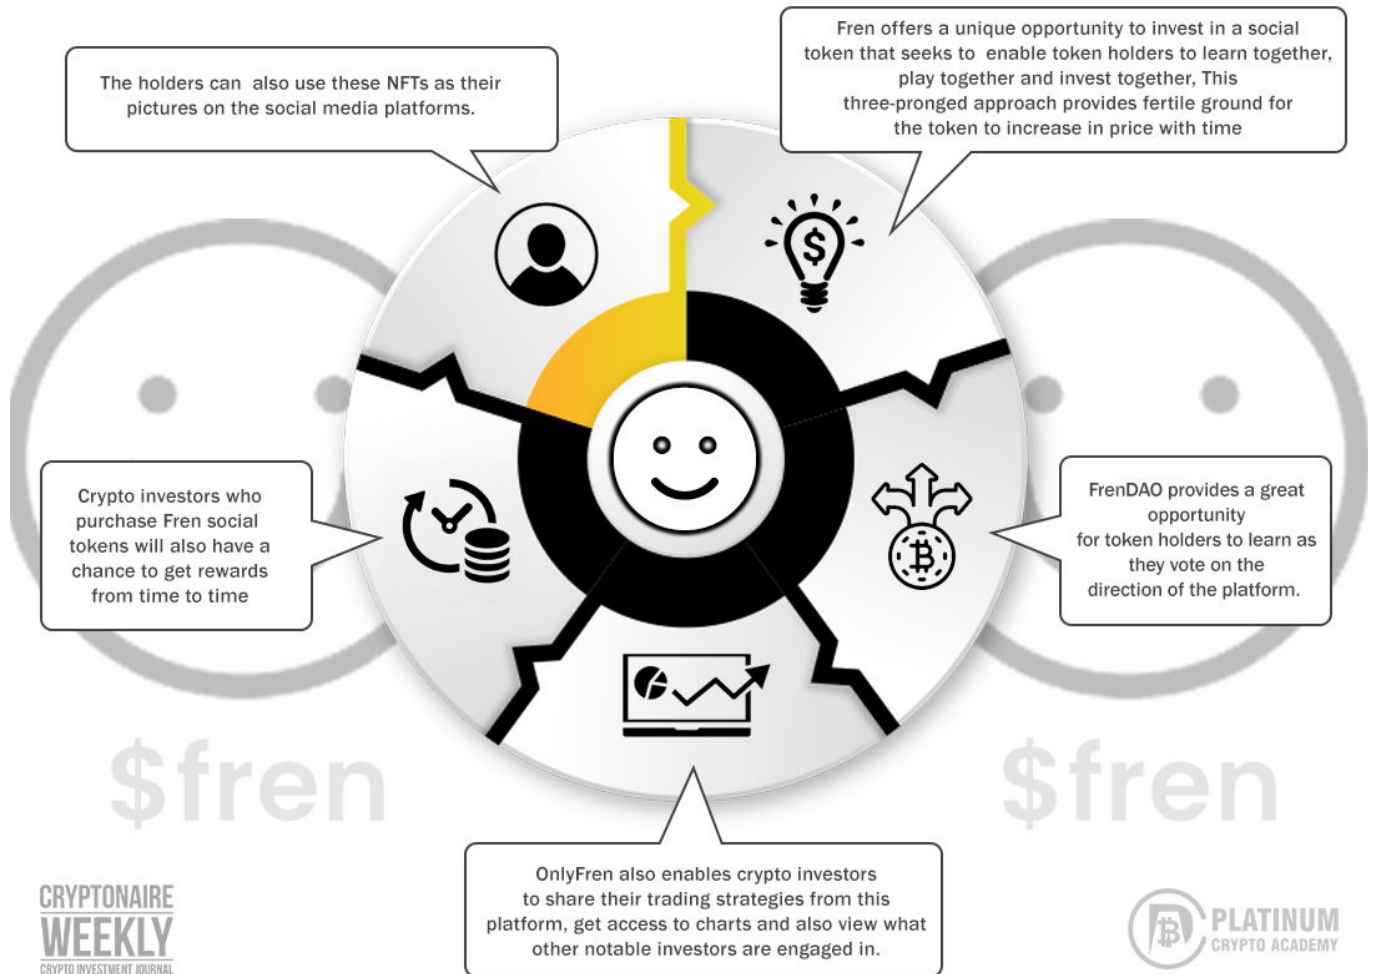 The holders can also use these NFTs as their
pictures on the social media platforms.
Fren offers a unique opportunity to invest in a social
token that seeks to enable token holders to learn together,
play together and invest together, This
three-pronged approach provides fertile ground for
the token to increase in price with time
$
Crypto investors who
purchase Fren social
tokens will also have a
chance to get rewards
from time to time
FrenDAO provides a great
opportunity
for token holders to learn as
they vote on the
direction of the platform.
$fren
$fren
OnlyFren also enables crypto investors
to share their trading strategies from this
platform, get access to charts and also view what
other notable investors are engaged in.
CRYPTONAIRE
WEEKLY
CRYPTO INVESTMENT JOURNAL
PLATINUM
CRYPTO ACADEMY